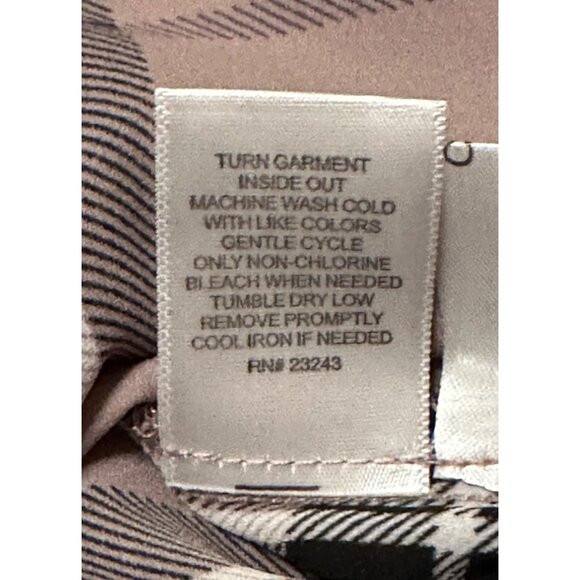 TURN GARMENT
INSIDE OUT
MACHINE WASH COLD
WITH LIKE COLORS
GENTLE CYCLE
ONLY NON-CHLORINE
BLEACH WHEN NEEDED
TUMBLE DRY LOW
REMOVE PROMPTLY
COOL IRON IF NEEDED
RN# 23243